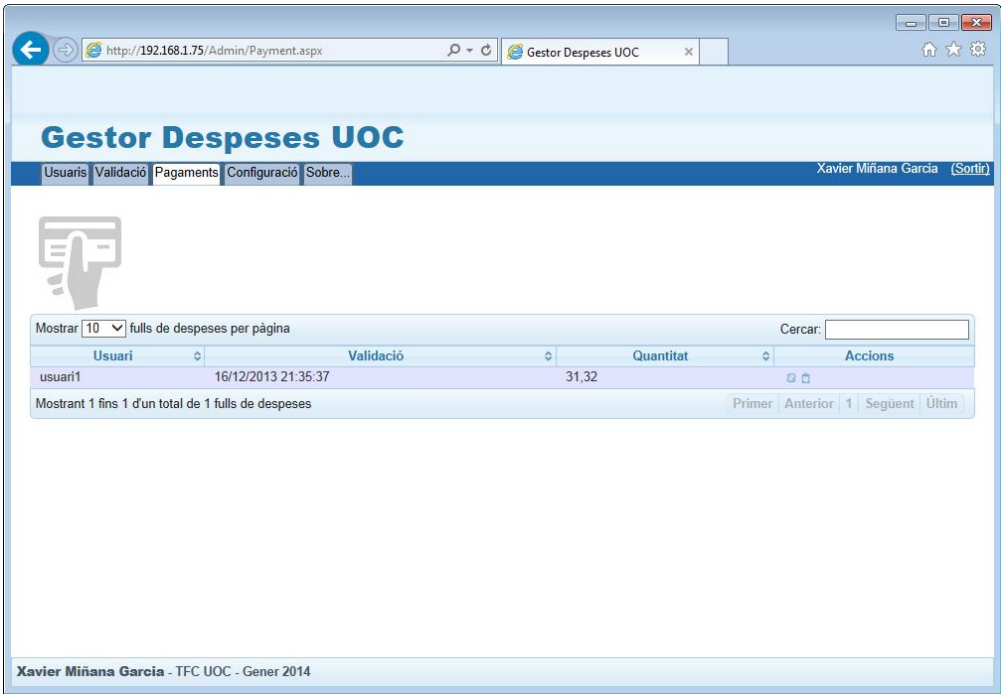 http://192.168.1.75/Admin/Payment.aspx
Gestor Despeses UOC
Gestor Despeses UOC
Usuaris Validació Pagaments Configuració Sobre... Xavier Miñana Garcia (Sortir)
Mostrar 10 fulls de despeses per pàgina Cercar:
Usuari Validació Quantitat Accions
usuari1 16/12/2013 21:35:37 31,32
Mostrant 1 fins 1 d'un total de 1 fulls de despeses Primer Anterior 1 Següent Últim
Xavier Miñana Garcia - TFC UOC - Gener 2014